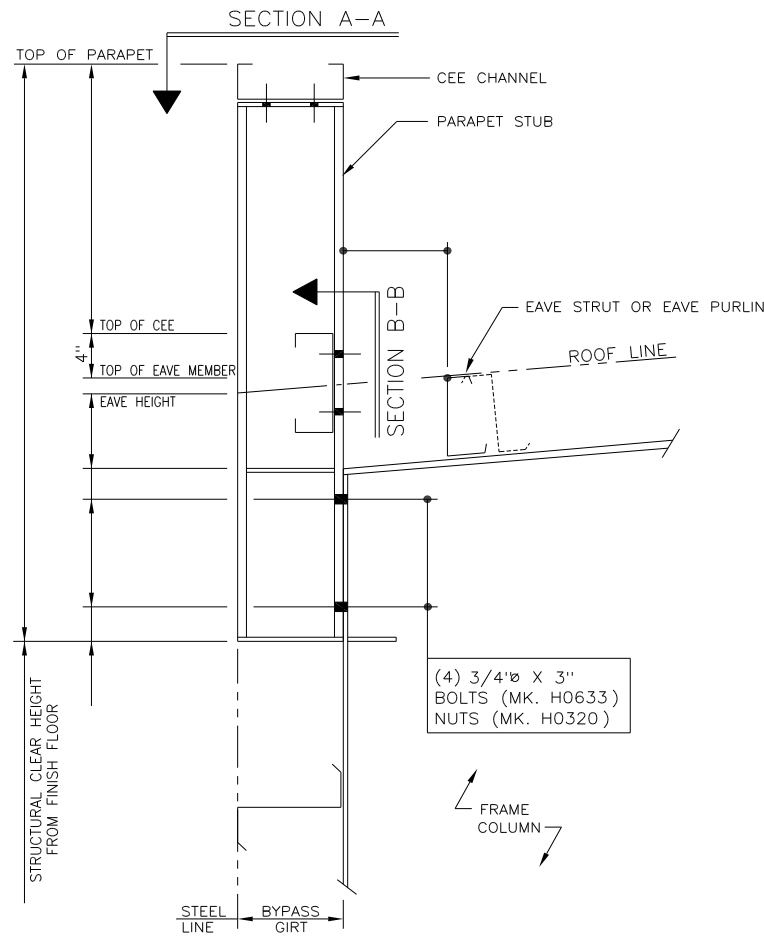 SECTION A-A
TOP OF PARAPET
CEE CHANNEL
PARAPET STUB
SECTION B-B
EAVE STRUT OR EAVE PURLIN
TOP OF CEE
4"
ROOF LINE
TOP OF EAVE MEMBER
EAVE HEIGHT
(4) 3/4"ø X 3"
BOLTS (MK. H0633)
NUTS (MK. H0320)
STRUCTURAL CLEAR HEIGHT
FROM FINISH FLOOR
FRAME
COLUMN
STEEL
LINE
BYPASS
GIRT